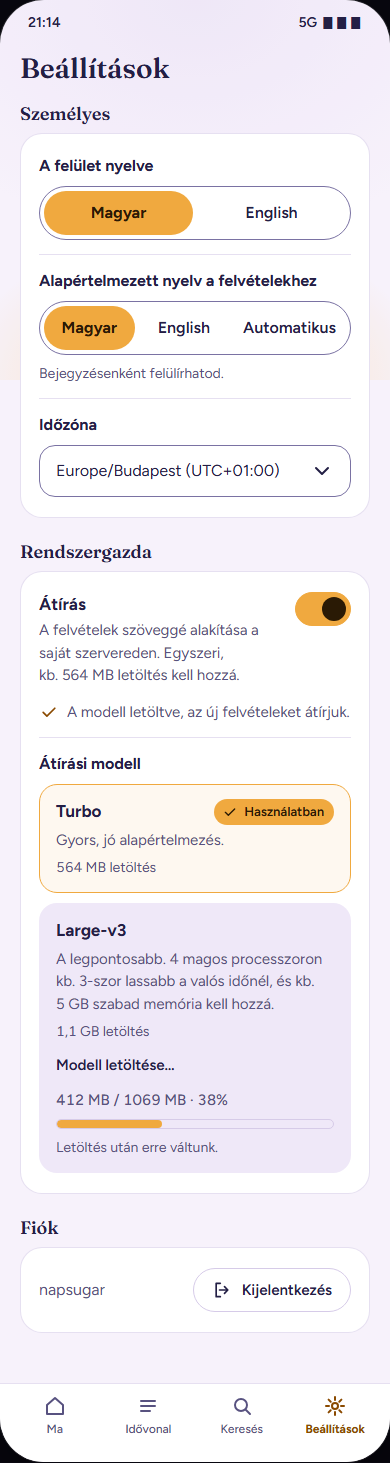 21:14
5G
Beállítások
Személyes
A felület nyelve
Magyar
English
Alapértelmezett nyelv a felvételekhez
Magyar
English
Automatikus
Bejegyzésenként felülírhatod.
Időzóna
Europe/Budapest (UTC+01:00)
Rendszergazda
Átírás
A felvételek szöveggé alakítása a
saját szervereden. Egyszeri,
kb. 564 MB letöltés kell hozzá.
A modell letöltve, az új felvételeket átírjuk.
Átírási modell
Turbo
Használatban
Gyors, jó alapértelmezés.
564 MB letöltés
Large-v3
A legpontosabb. 4 magos processzoron
kb. 3-szor lassabb a valós időnél, és kb.
5 GB szabad memória kell hozzá.
1,1 GB letöltés
Modell letöltése…
412 MB / 1069 MB · 38%
Letöltés után erre váltunk.
Fiók
napsugar
Kijelentkezés
Ma
Idővonal
Keresés
Beállítások